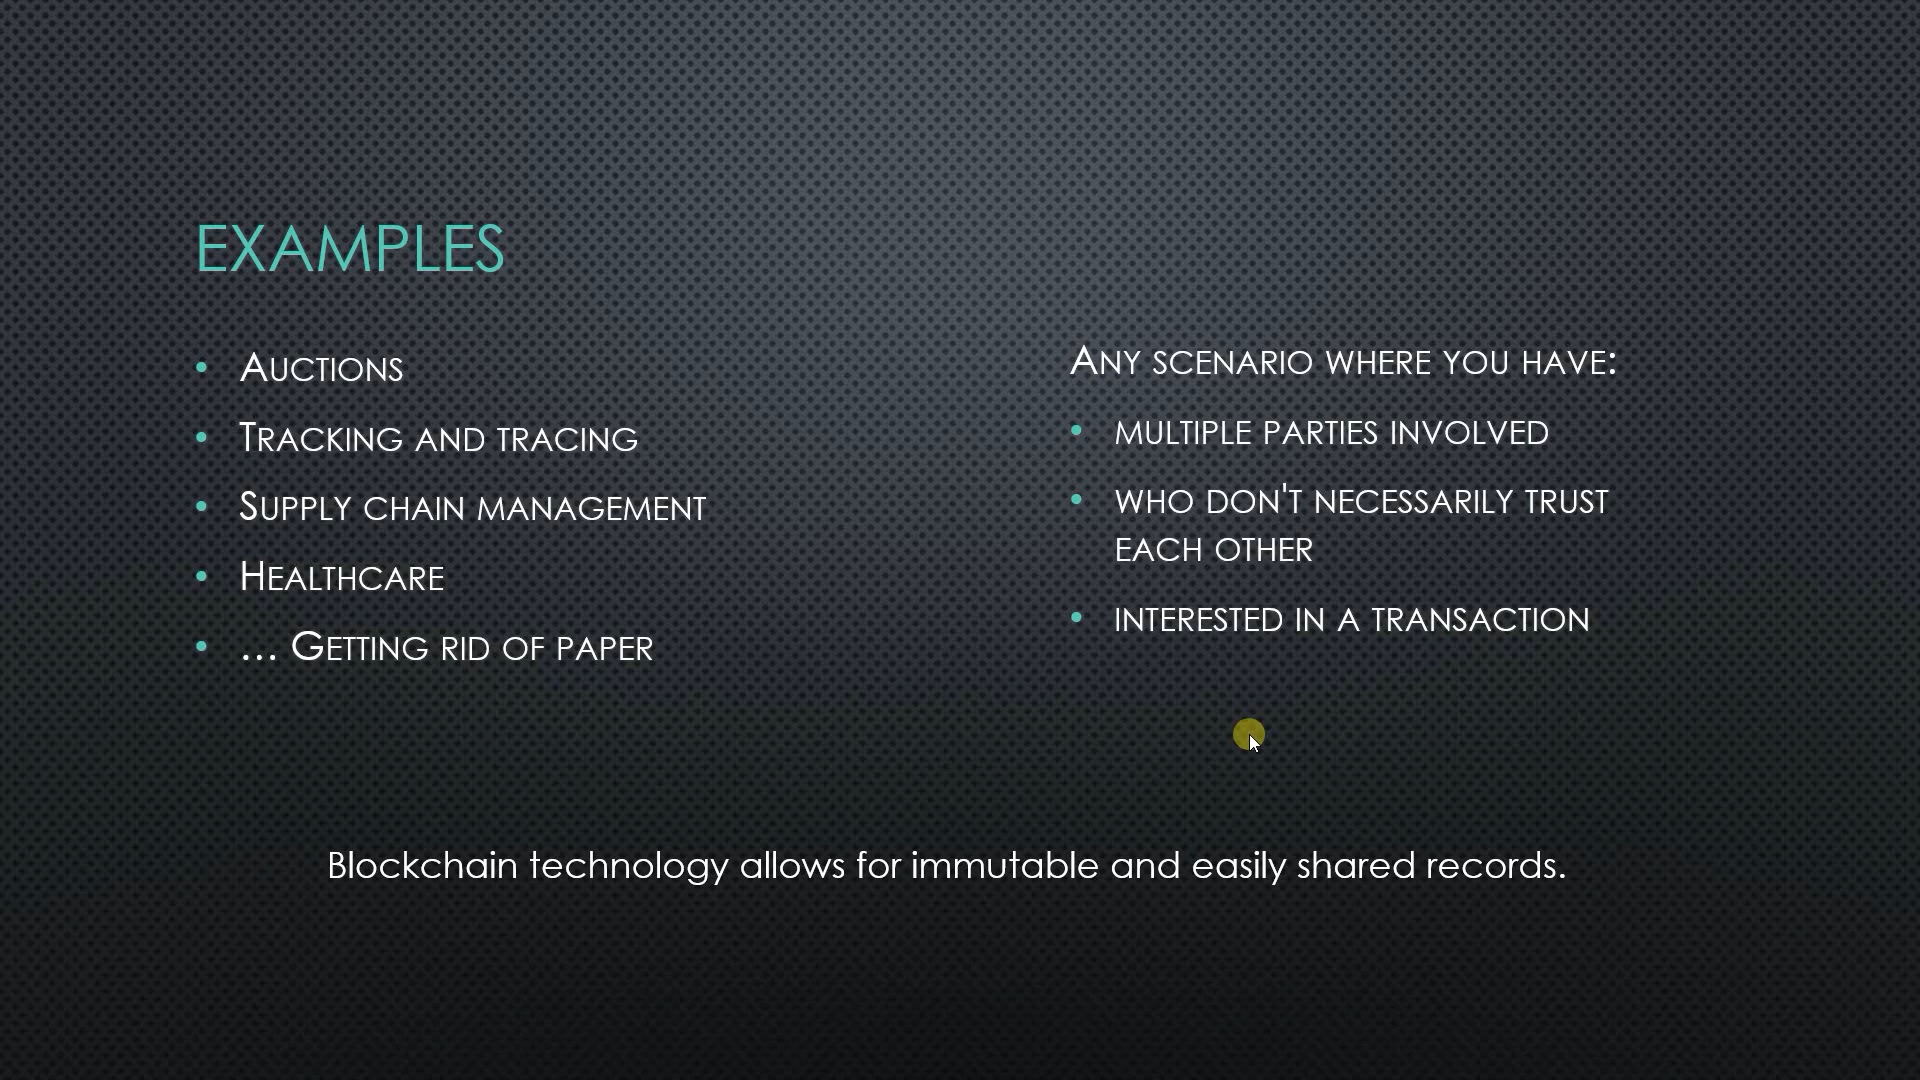 EXAMPLES
• Auctions
• Tracking and tracing
• Supply chain management
• Healthcare
• … Getting rid of paper
Any scenario where you have:
• multiple parties involved
• who don't necessarily trust
each other
• interested in a transaction
Blockchain technology allows for immutable and easily shared records.